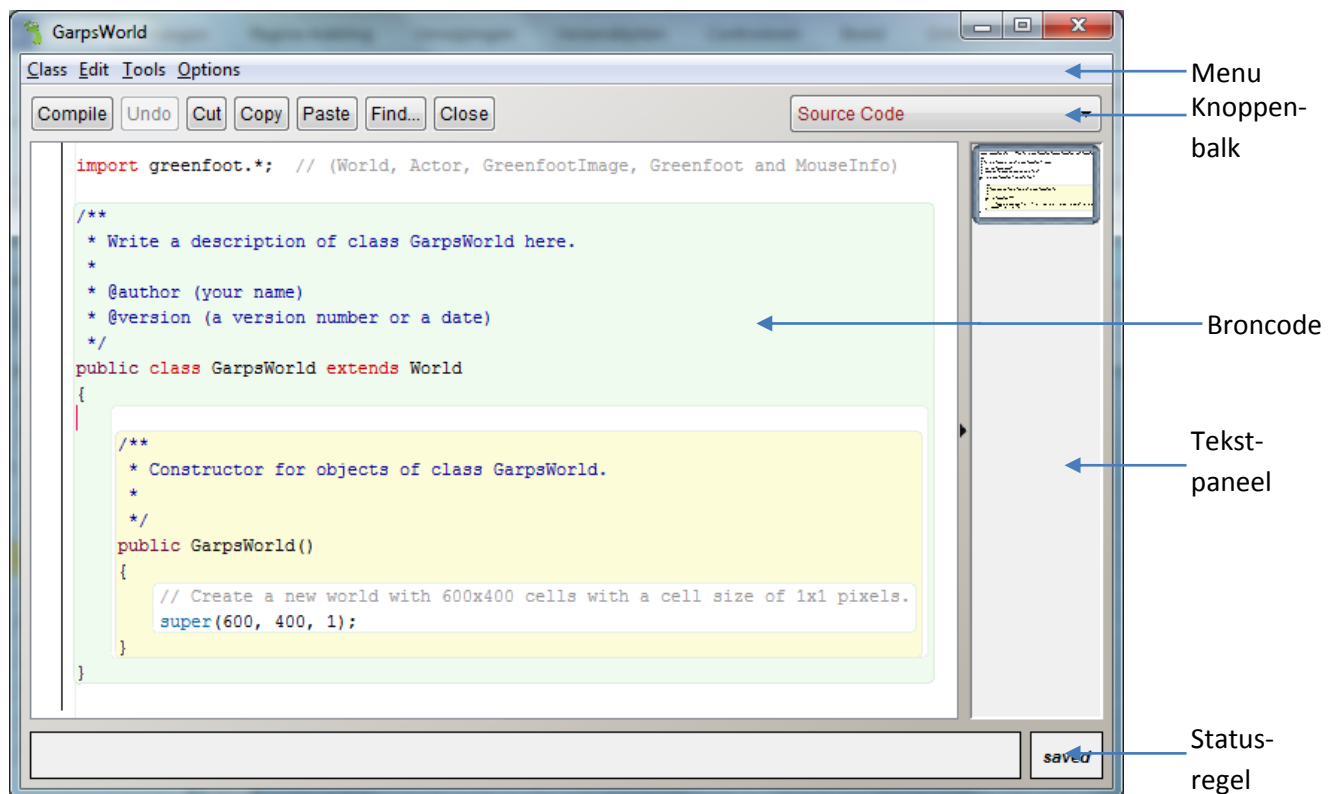 GarpsWorld
Class Edit Tools Options
Menu
Compile Undo Cut Copy Paste Find... Close
Source Code
Knoppen-
balk
import greenfoot.*;  // (World, Actor, GreenfootImage, Greenfoot and MouseInfo)
/**
 * Write a description of class GarpsWorld here.
 *
 * @author (your name)
 * @version (a version number or a date)
 */
Broncode
public class GarpsWorld extends World
{
    /**
     * Constructor for objects of class GarpsWorld.
     *
     */
    public GarpsWorld()
    {
        // Create a new world with 600x400 cells with a cell size of 1x1 pixels.
        super(600, 400, 1);
    }
}
Tekst-
paneel
saved
Status-
regel